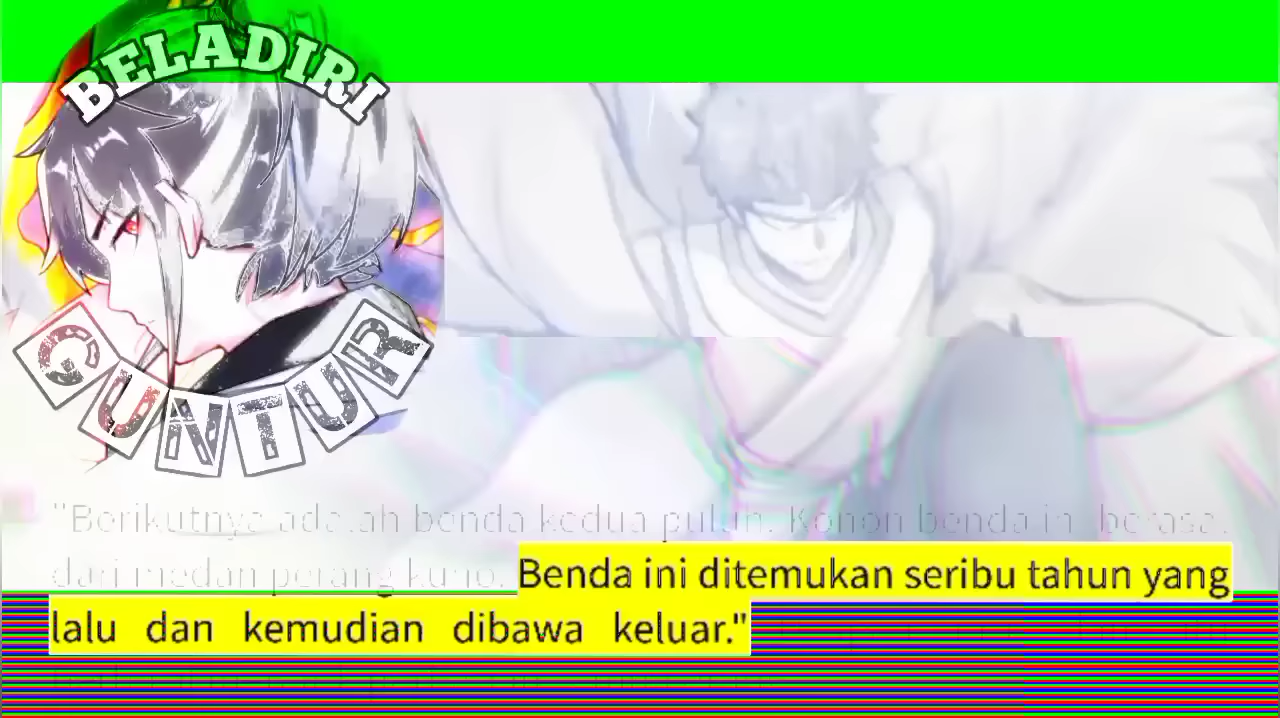 BELADIRI
GUNTUR
"Berikutnya adalah benda kedua puluh. Konon benda ini berasal
dari medan perang kuno. Benda ini ditemukan seribu tahun yang
lalu dan kemudian dibawa keluar."